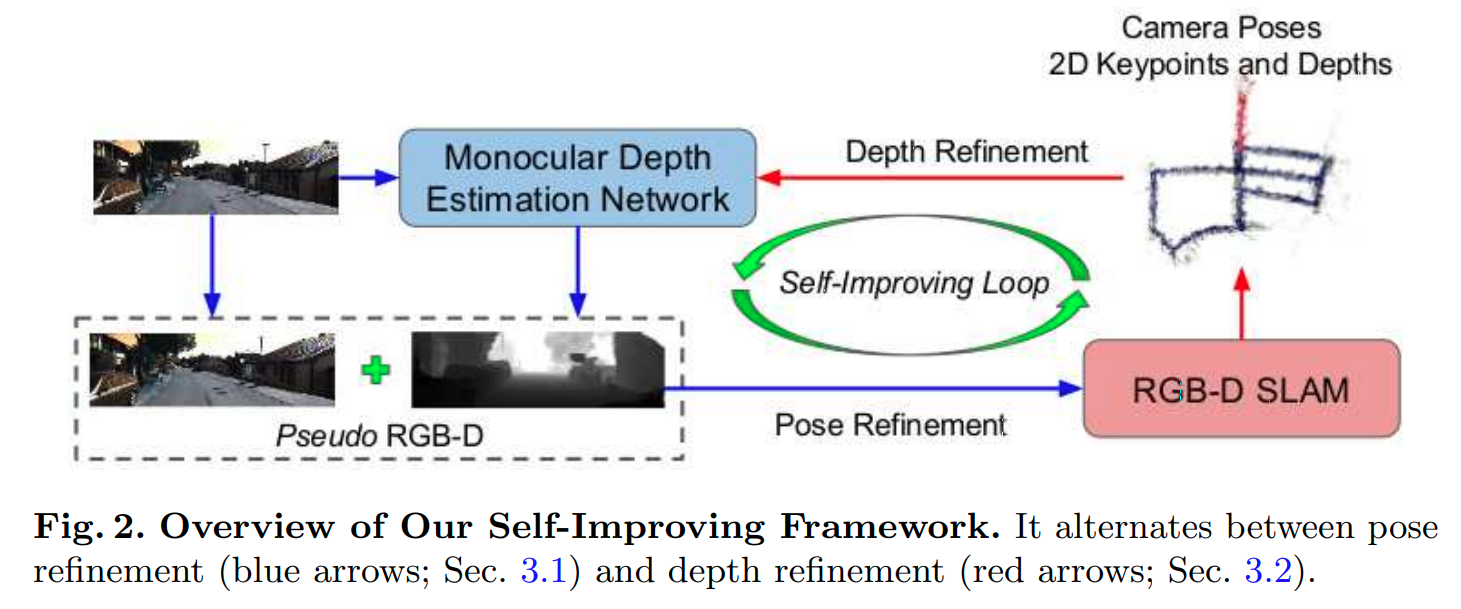 Camera Poses
2D Keypoints and Depths
Monocular Depth
Estimation Network
Depth Refinement
Self-Improving Loop
RGB-D SLAM
Pseudo RGB-D
Pose Refinement
Fig. 2. Overview of Our Self-Improving Framework. It alternates between pose
refinement (blue arrows; Sec. 3.1) and depth refinement (red arrows; Sec. 3.2).